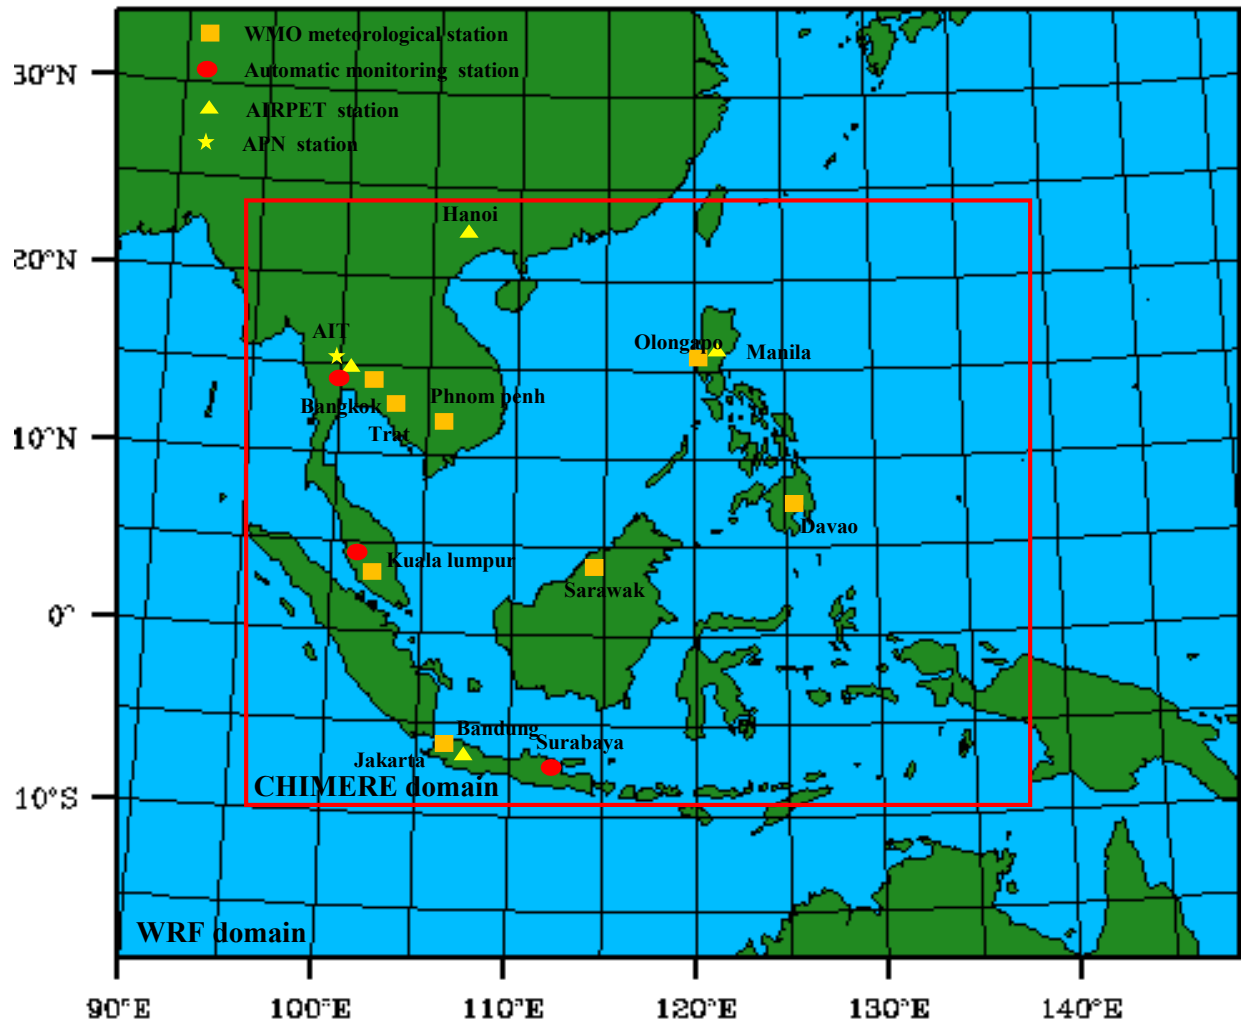 WMO meteorological station
Automatic monitoring station
AIRPET station
APN station
30°N
Hanoi
20°N
AIT
Olongapo
Manila
Bangkok
Phnom penh
Trat
10°N
Davao
Kuala lumpur
Sarawak
0°
Bandung
Surabaya
Jakarta
CHIMERE domain
10°S
WRF domain
90°E 100°E 110°E 120°E 130°E 140°E